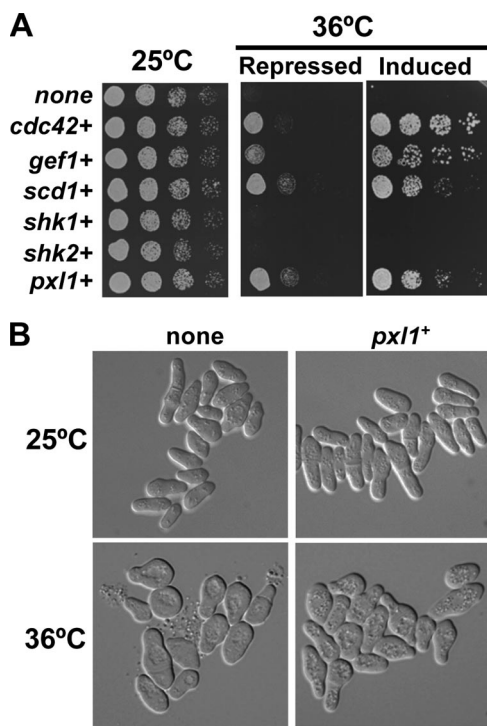 A
36ºC
25ºC
Repressed
Induced
none
cdc42+
gef1+
scd1+
shk1+
shk2+
pxl1+
B
none
pxl1+
25ºC
36ºC